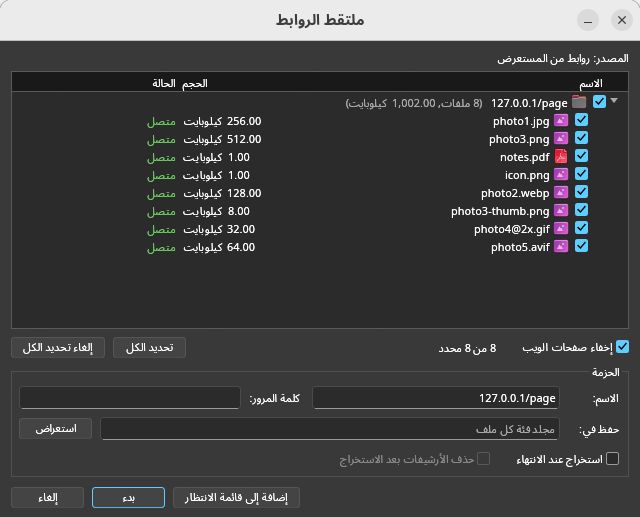 ملتقط الروابط
المصدر: روابط من المستعرض
الاسم الحجم الحالة
127.0.0.1/page (8 ملفات, 1,002.00 كيلوبايت)
photo1.jpg 256.00 كيلوبايت متصل
photo3.png 512.00 كيلوبايت متصل
notes.pdf 1.00 كيلوبايت متصل
icon.png 1.00 كيلوبايت متصل
photo2.webp 128.00 كيلوبايت متصل
photo3-thumb.png 8.00 كيلوبايت متصل
photo4@2x.gif 32.00 كيلوبايت متصل
photo5.avif 64.00 كيلوبايت متصل
إخفاء صفحات الويب 8 من 8 محدد تحديد الكل إلغاء تحديد الكل
الحزمة
الاسم: 127.0.0.1/page كلمة المرور:
حفظ في: مجلد فئة كل ملف استعراض
استخراج عند الانتهاء حذف الأرشيفات بعد الاستخراج
إضافة إلى قائمة الانتظار بدء إلغاء